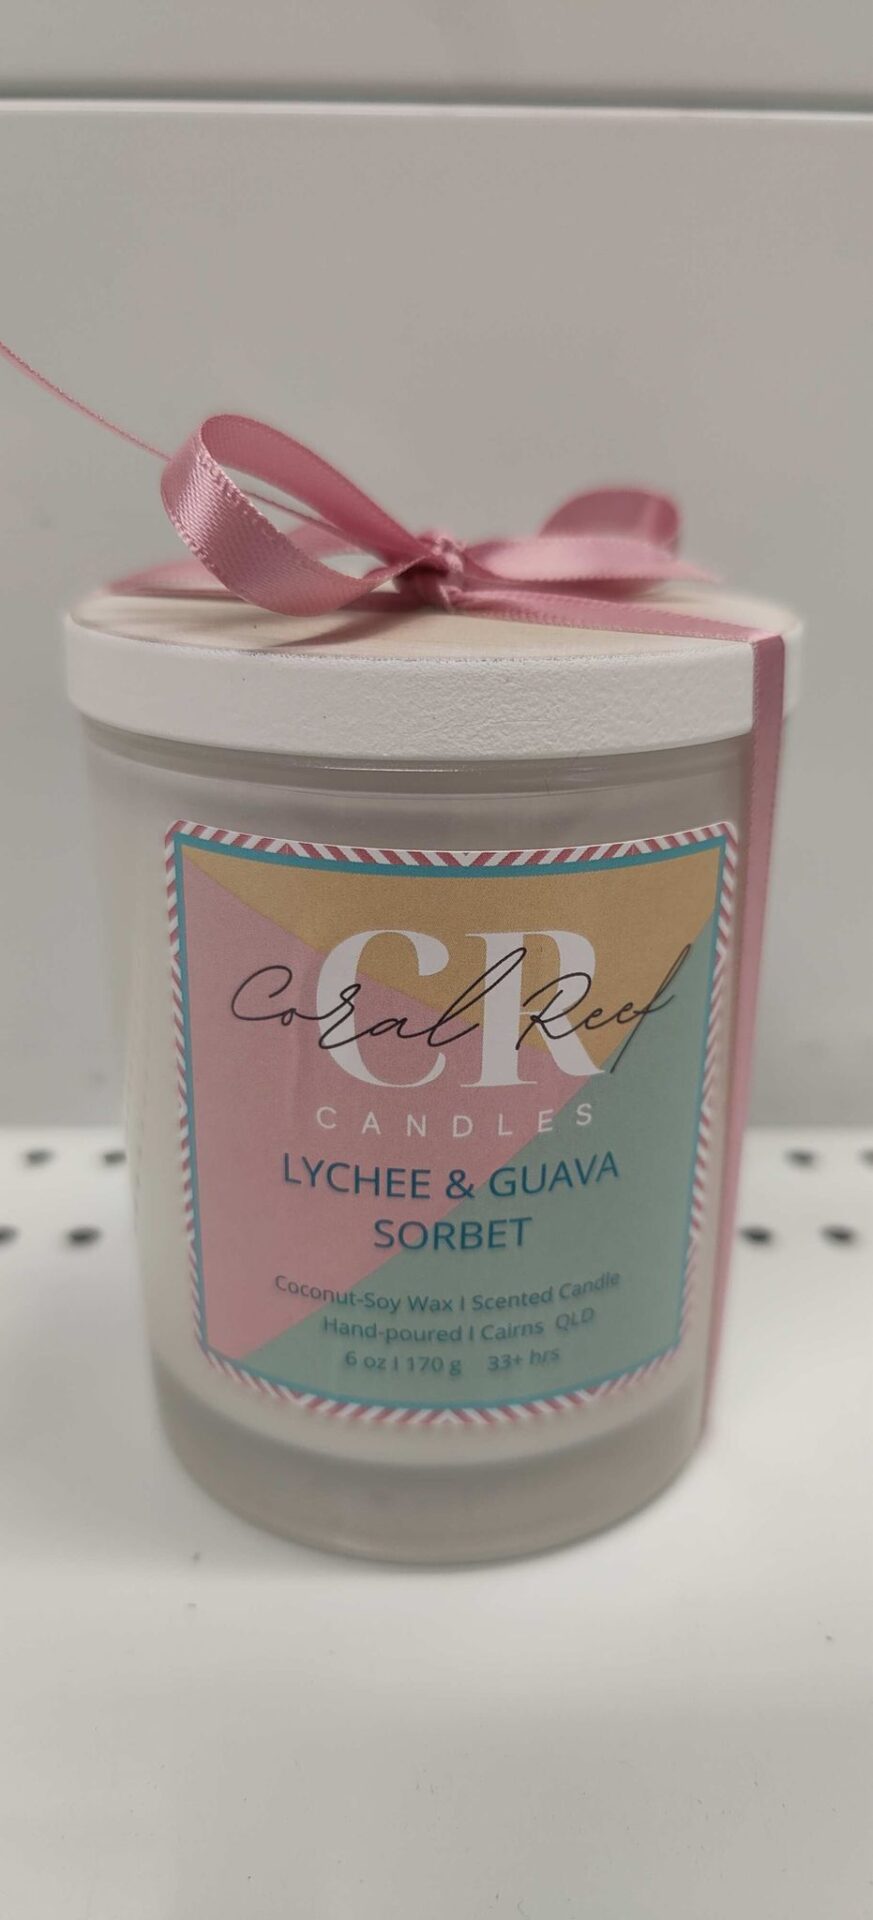 CR
Coral Reef
CANDLES
LYCHEE & GUAVA
SORBET
Coconut-Soy Wax I Scented Candle
Hand-poured I Cairns QLD
6 oz I 170 g 33+ hrs